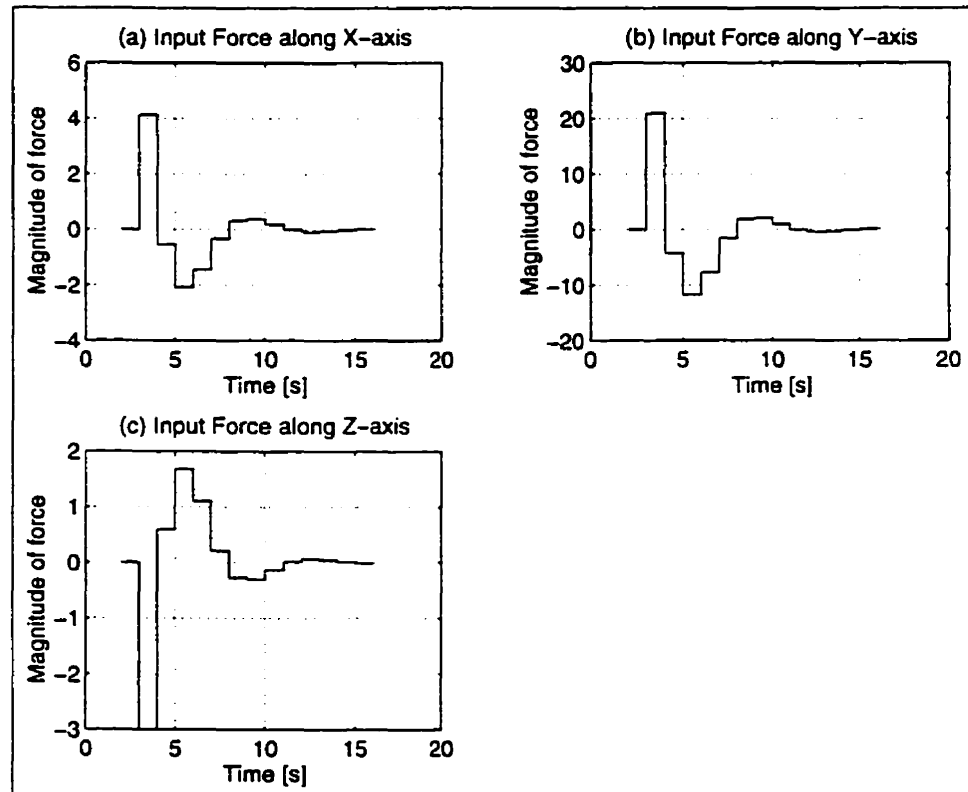 (a) Input Force along X-axis
6
4
2
0
-2
-4
Magnitude of force
0 5 10 15 20
Time [s]
(b) Input Force along Y-axis
30
20
10
0
-10
-20
Magnitude of force
0 5 10 15 20
Time [s]
(c) Input Force along Z-axis
2
1
0
-1
-2
-3
Magnitude of force
0 5 10 15 20
Time [s]